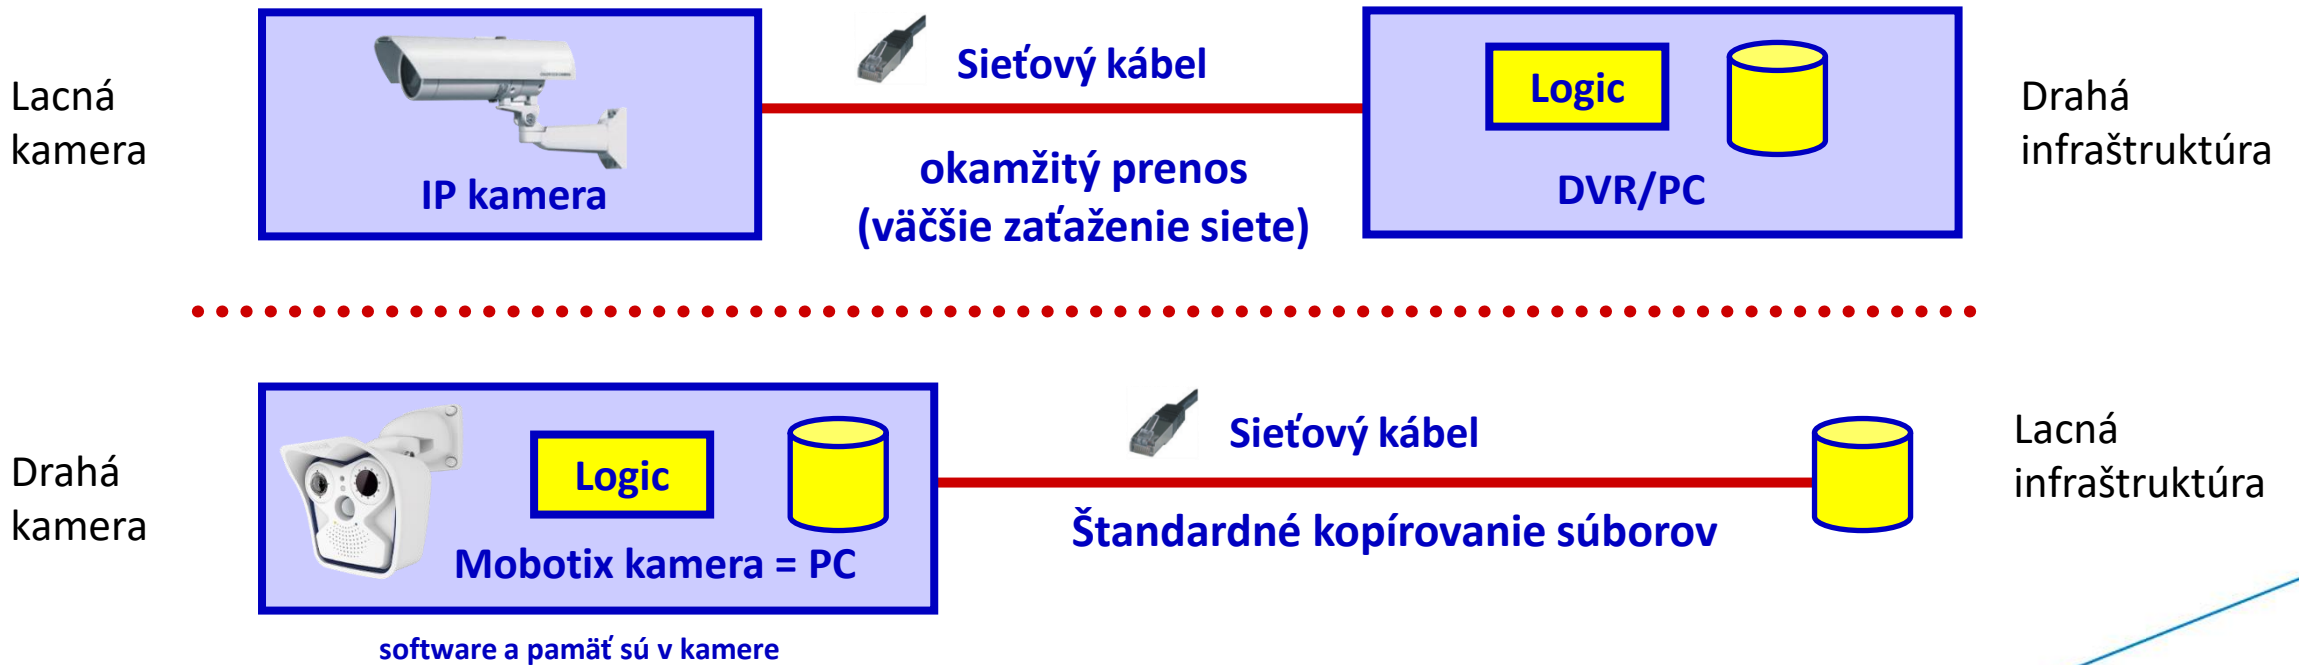 Lacná
kamera
IP kamera
Sieťový kábel
okamžitý prenos
(väčšie zaťaženie siete)
Logic
DVR/PC
Drahá
infraštruktúra
Drahá
kamera
Logic
Mobotix kamera = PC
software a pamäť sú v kamere
Sieťový kábel
Štandardné kopírovanie súborov
Lacná
infraštruktúra